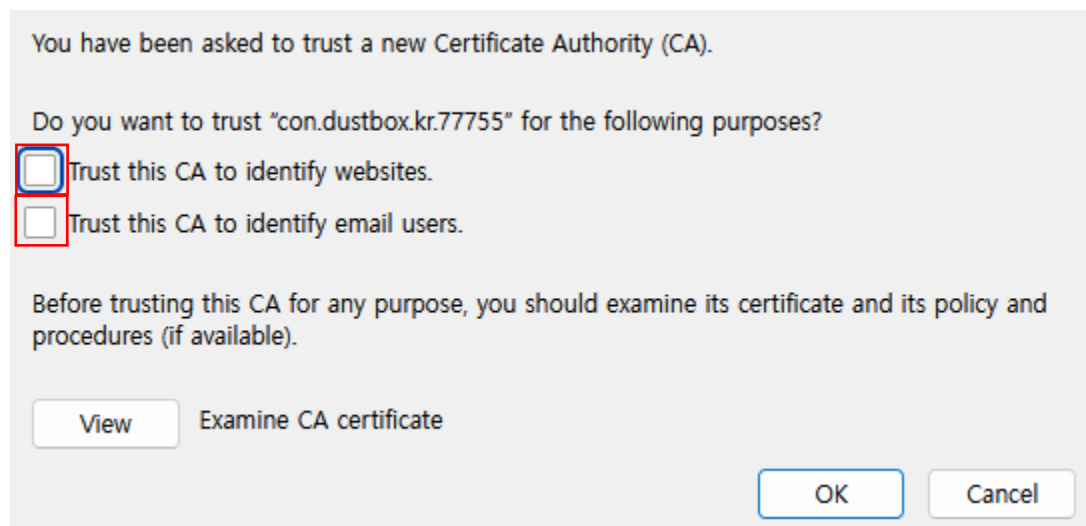 You have been asked to trust a new Certificate Authority (CA).
Do you want to trust “con.dustbox.kr.77755” for the following purposes?
Trust this CA to identify websites.
Trust this CA to identify email users.
Before trusting this CA for any purpose, you should examine its certificate and its policy and
procedures (if available).
View Examine CA certificate
OK Cancel